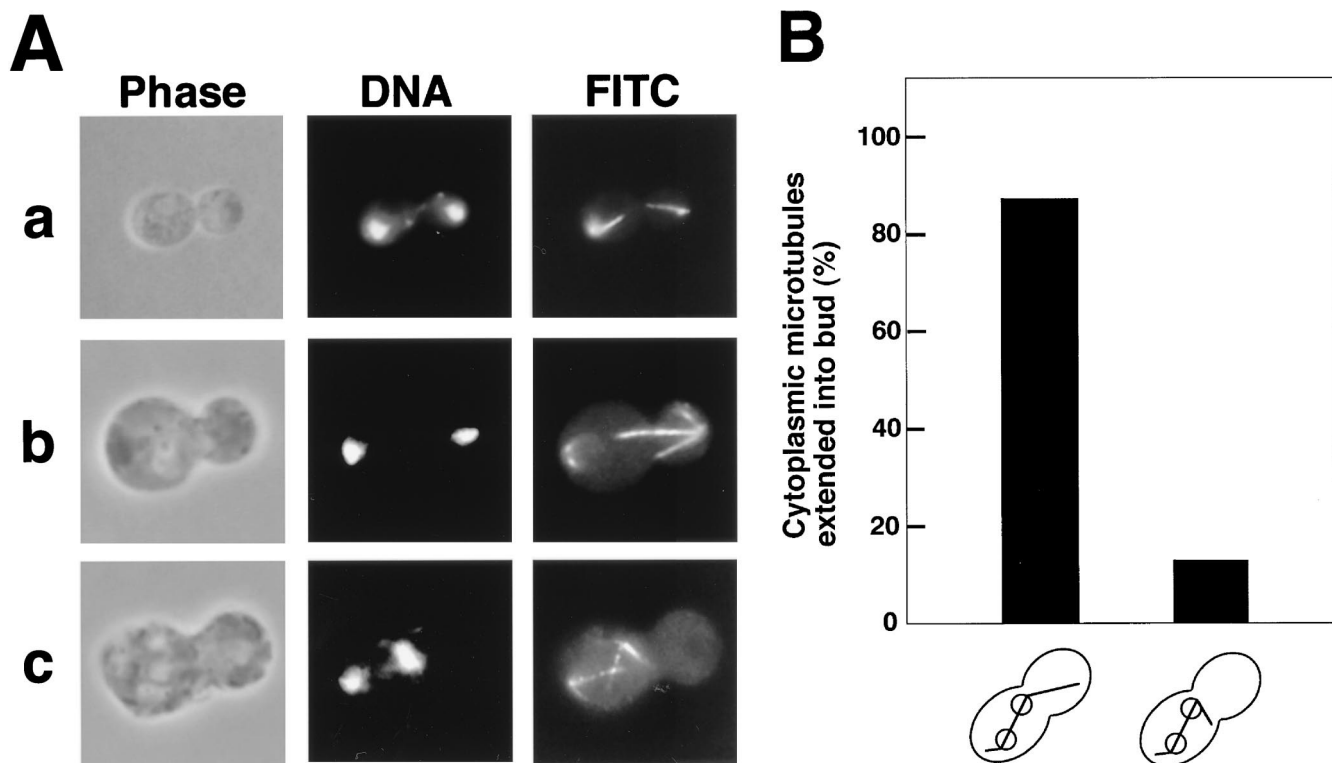 A
B
Phase DNA FITC
a
b
c
Cytoplasmic microtubules
extended into bud (%)
100
80
60
40
20
0